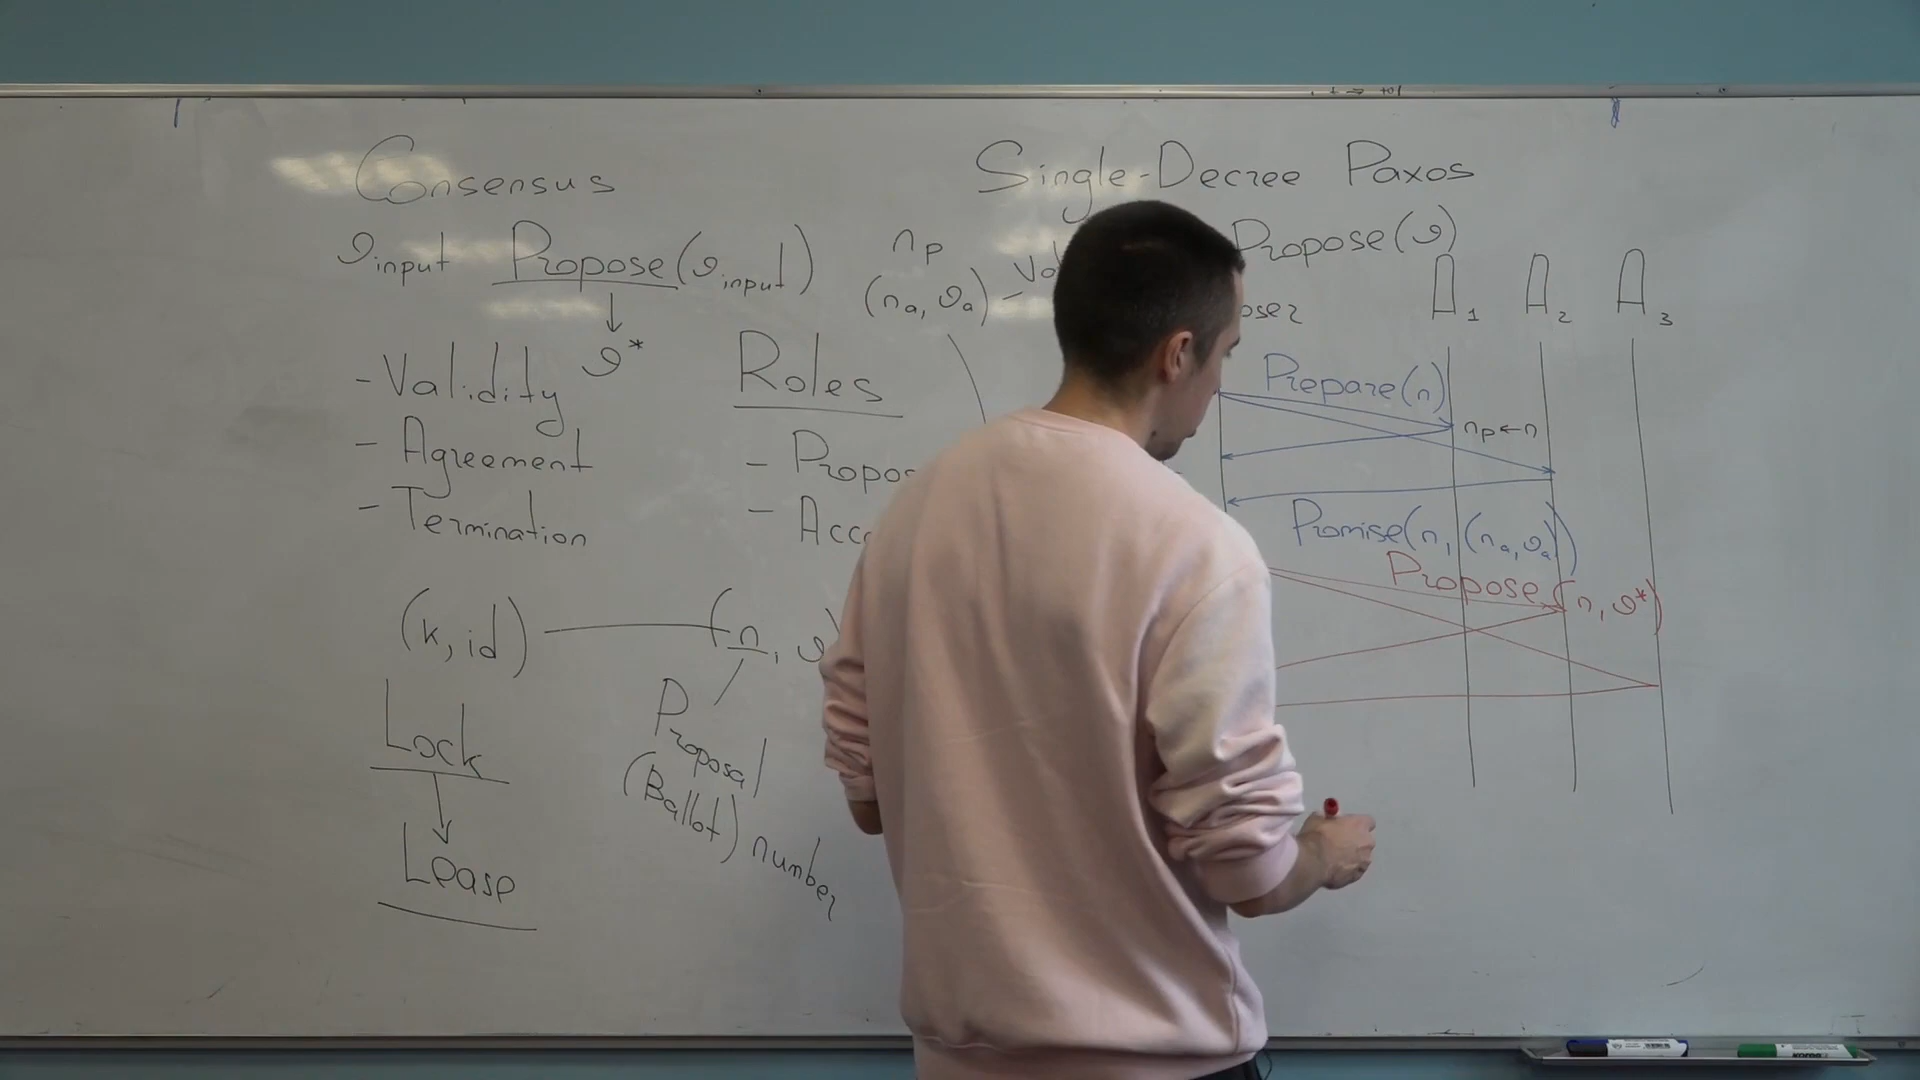 Consensus
Single-Decree Paxos
ϑinput Propose(ϑinput)
↓
ϑ*
- Validity
- Agreement
- Termination
(k, id) — (n, ϑ
Proposal
(Ballot) number
Lock
↓
Lease
np
(na, ϑa) -
Roles
Propose(ϑ)
A1 A2 A3
Prepare(n)
np ← n
Promise(n, (na, ϑa))
Propose(n, ϑ*)